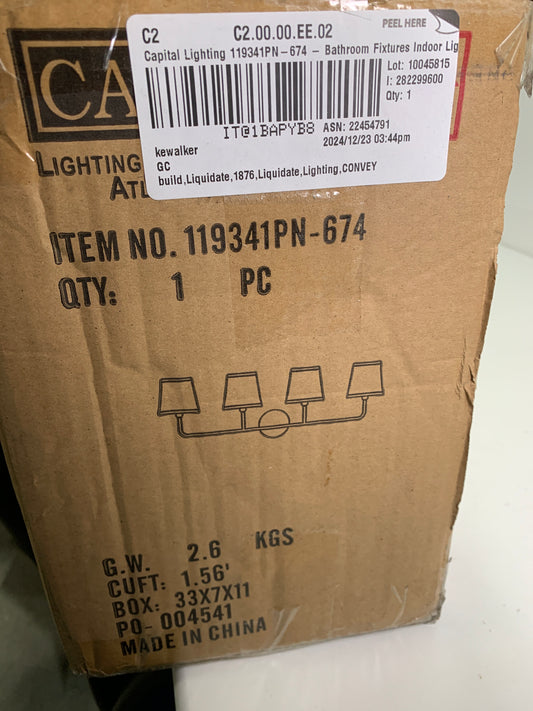 C2 C2.00.00.EE.02 PEEL HERE
Capital Lighting 119341PN-674 - Bathroom Fixtures Indoor Lig
Lot: 10045815
I: 282299600
Qty: 1
IT@1BAPYB8 ASN: 22454791
kewalker 2024/12/23 03:44pm
GC
build,Liquidate,1876,Liquidate,Lighting,CONVEY
CA
LIGHTING
ATL
ITEM NO. 119341PN-674
QTY: 1 PC
G.W. 2.6 KGS
CUFT: 1.56'
BOX: 33X7X11
PO- 004541
MADE IN CHINA